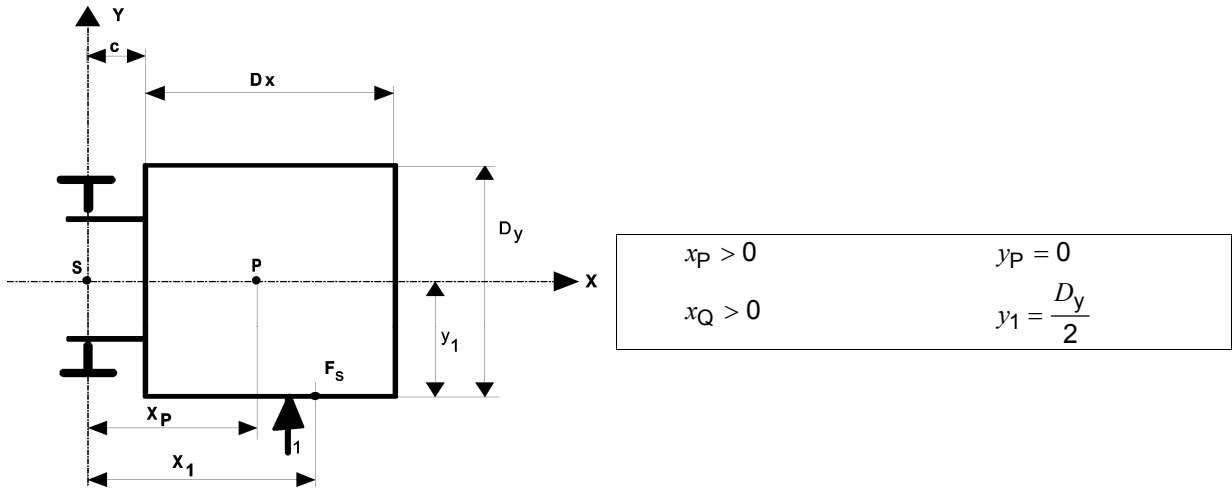 Y
c
Dx
Dy
S
P
X
y1
FS
XP
1
X1
xP > 0 yP = 0
xQ > 0 y1 = Dy/2